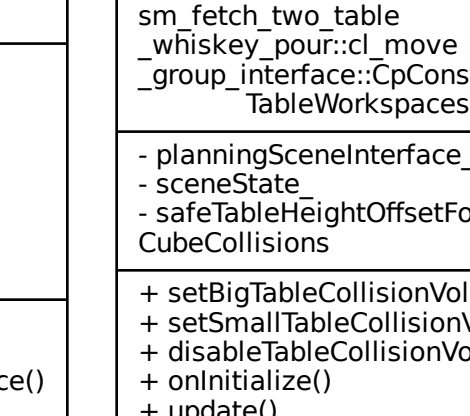 sm_fetch_two_table
_whiskey_pour::cl_move
_group_interface::CpCons
TableWorkspaces
- planningSceneInterface_
- sceneState_
- safeTableHeightOffsetFo
CubeCollisions
+ setBigTableCollisionVol
+ setSmallTableCollisionV
+ disableTableCollisionVo
ce()
+ onInitialize()
+ update()